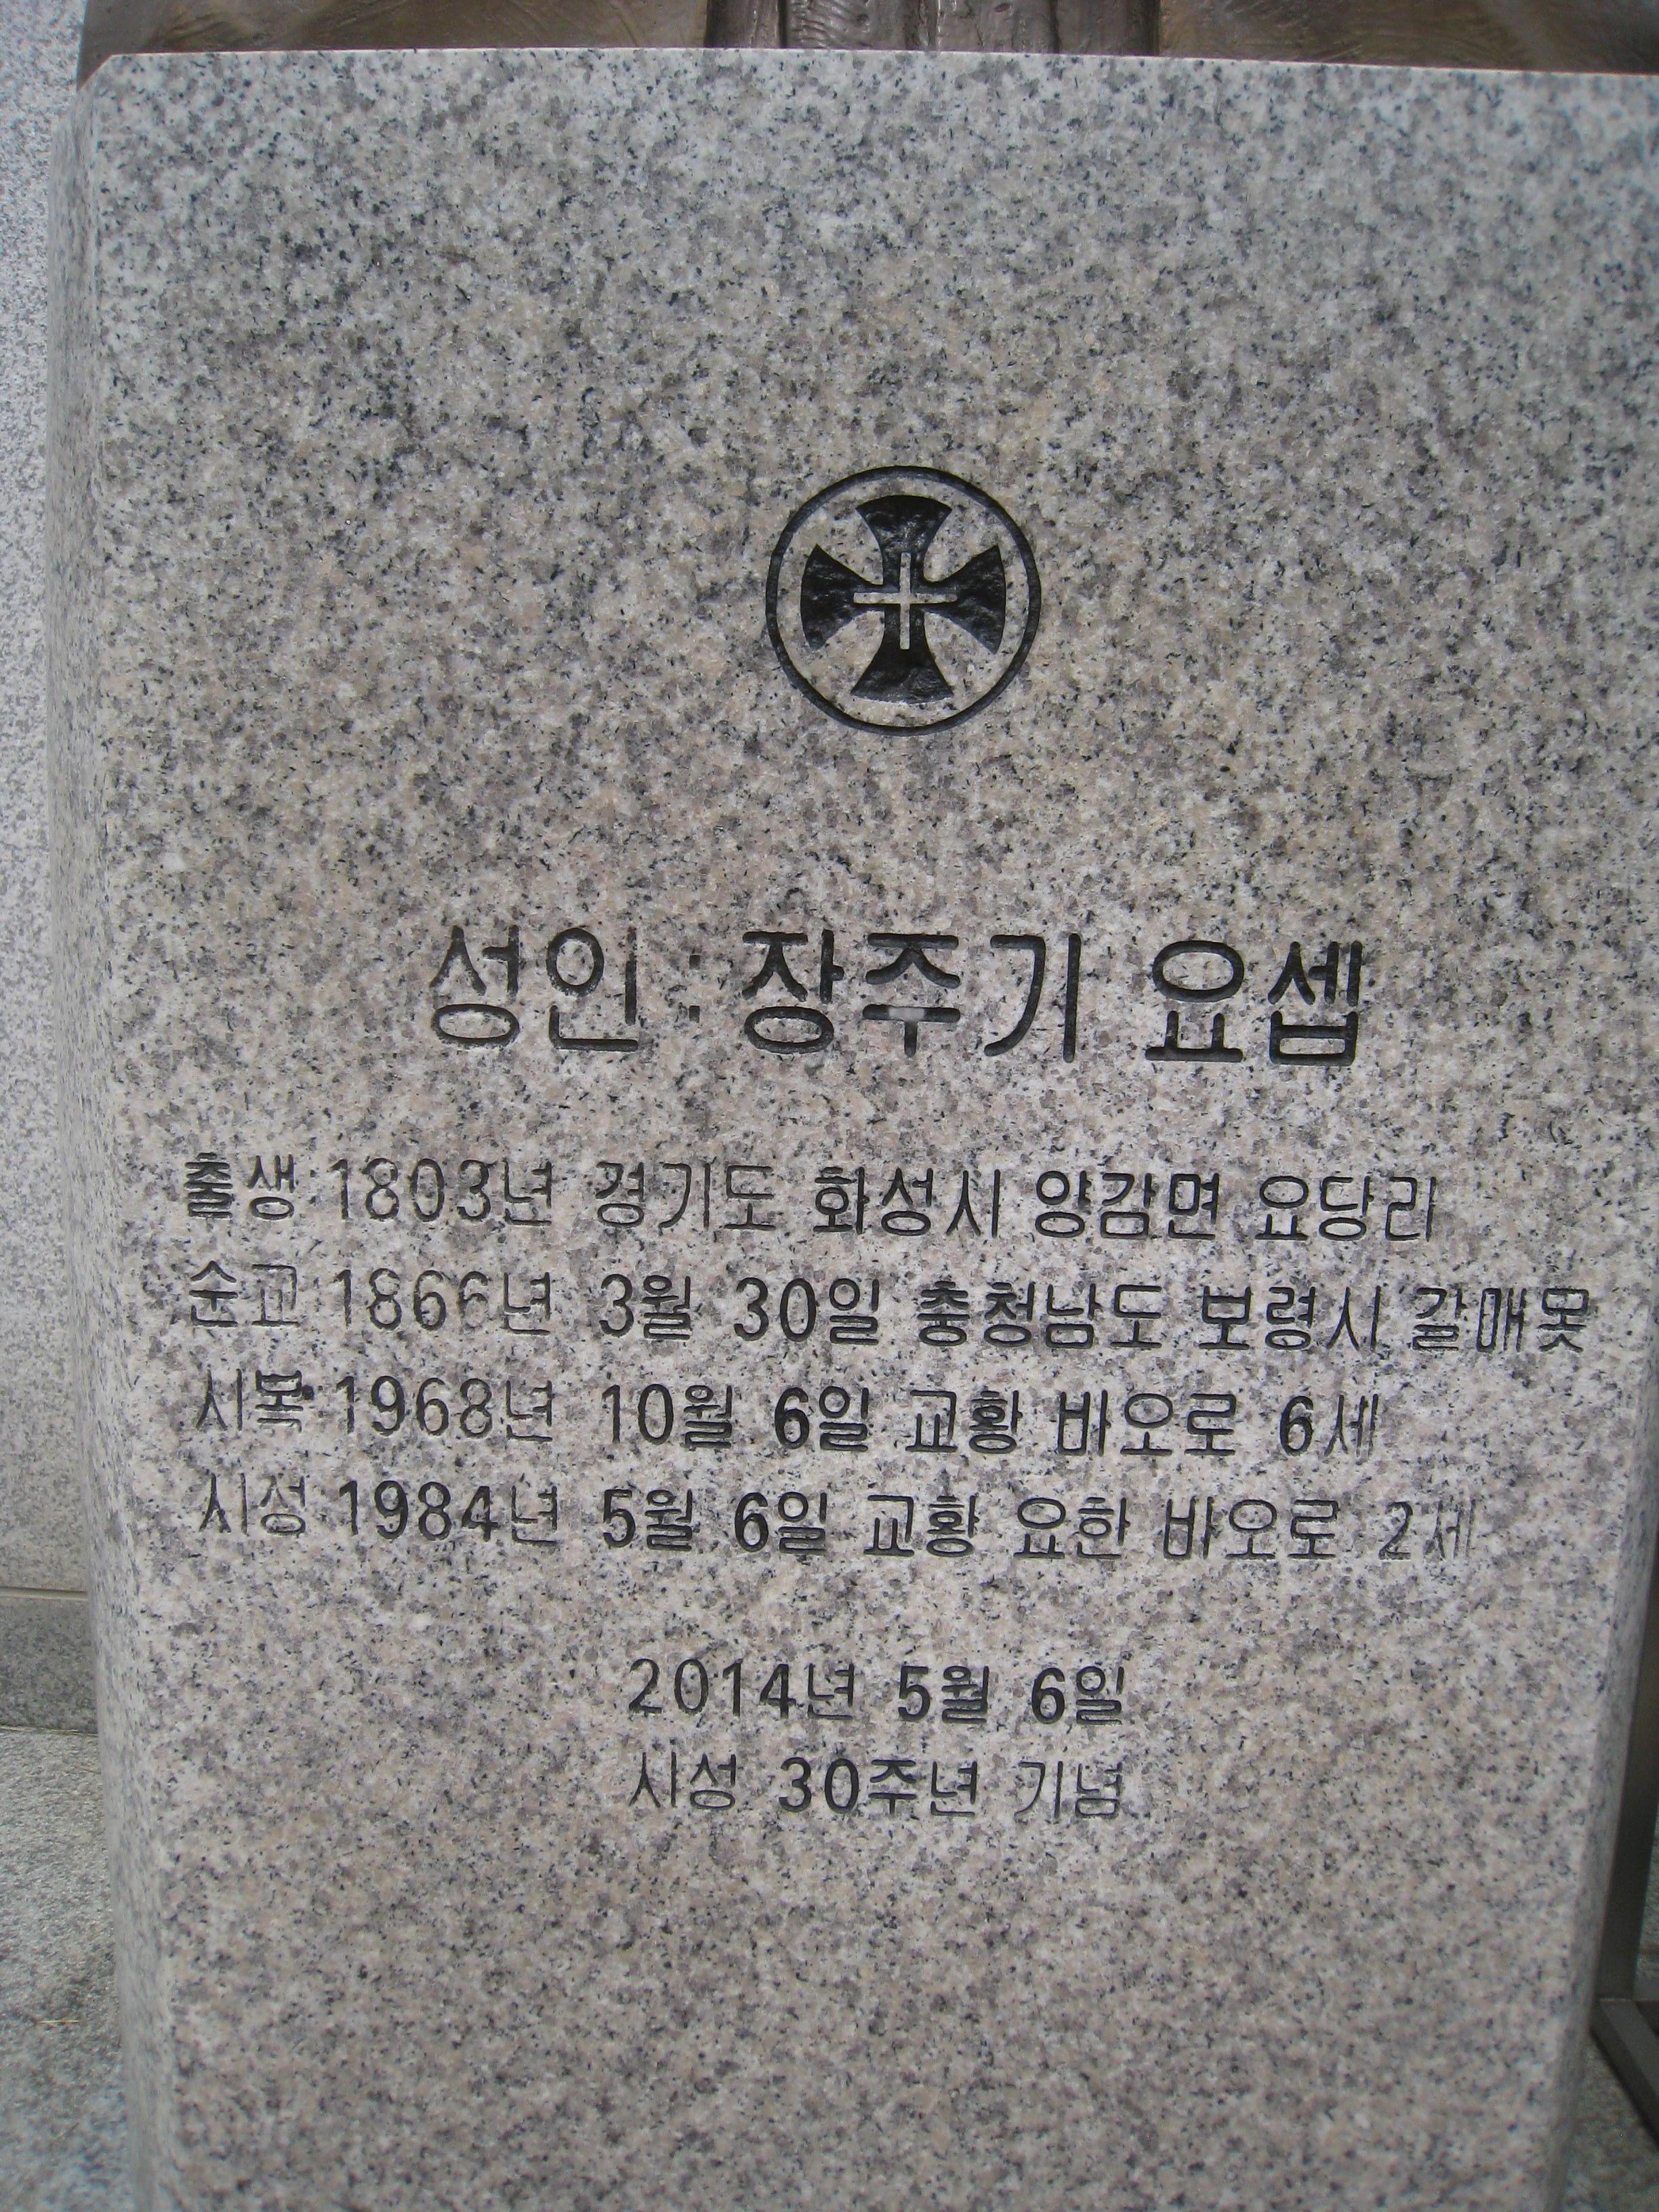 성인 : 장주기 요셉
출생 1803년 경기도 화성시 양감면 요당리
순교 1866년 3월 30일 충청남도 보령시 갈매못
시복 1968년 10월 6일 교황 바오로 6세
시성 1984년 5월 6일 교황 요한 바오로 2세
2014년 5월 6일
시성 30주년 기념